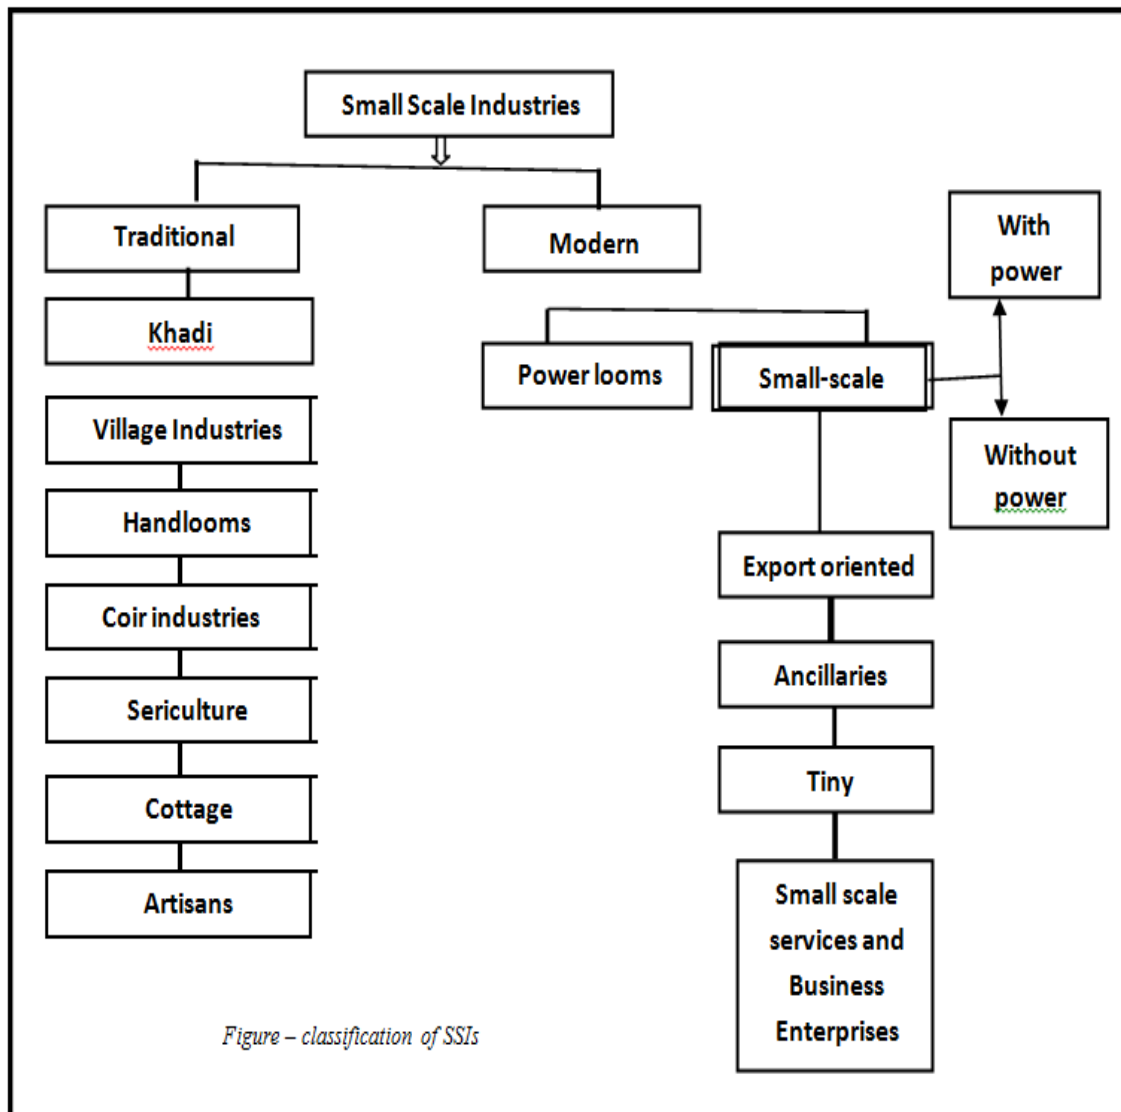 Small Scale Industries
Traditional
Modern
With
power
Khadi
Power looms
Small-scale
Village Industries
Without
power
Handlooms
Export oriented
Coir industries
Ancillaries
Sericulture
Tiny
Cottage
Artisans
Small scale
services and
Business
Enterprises
Figure – classification of SSIs